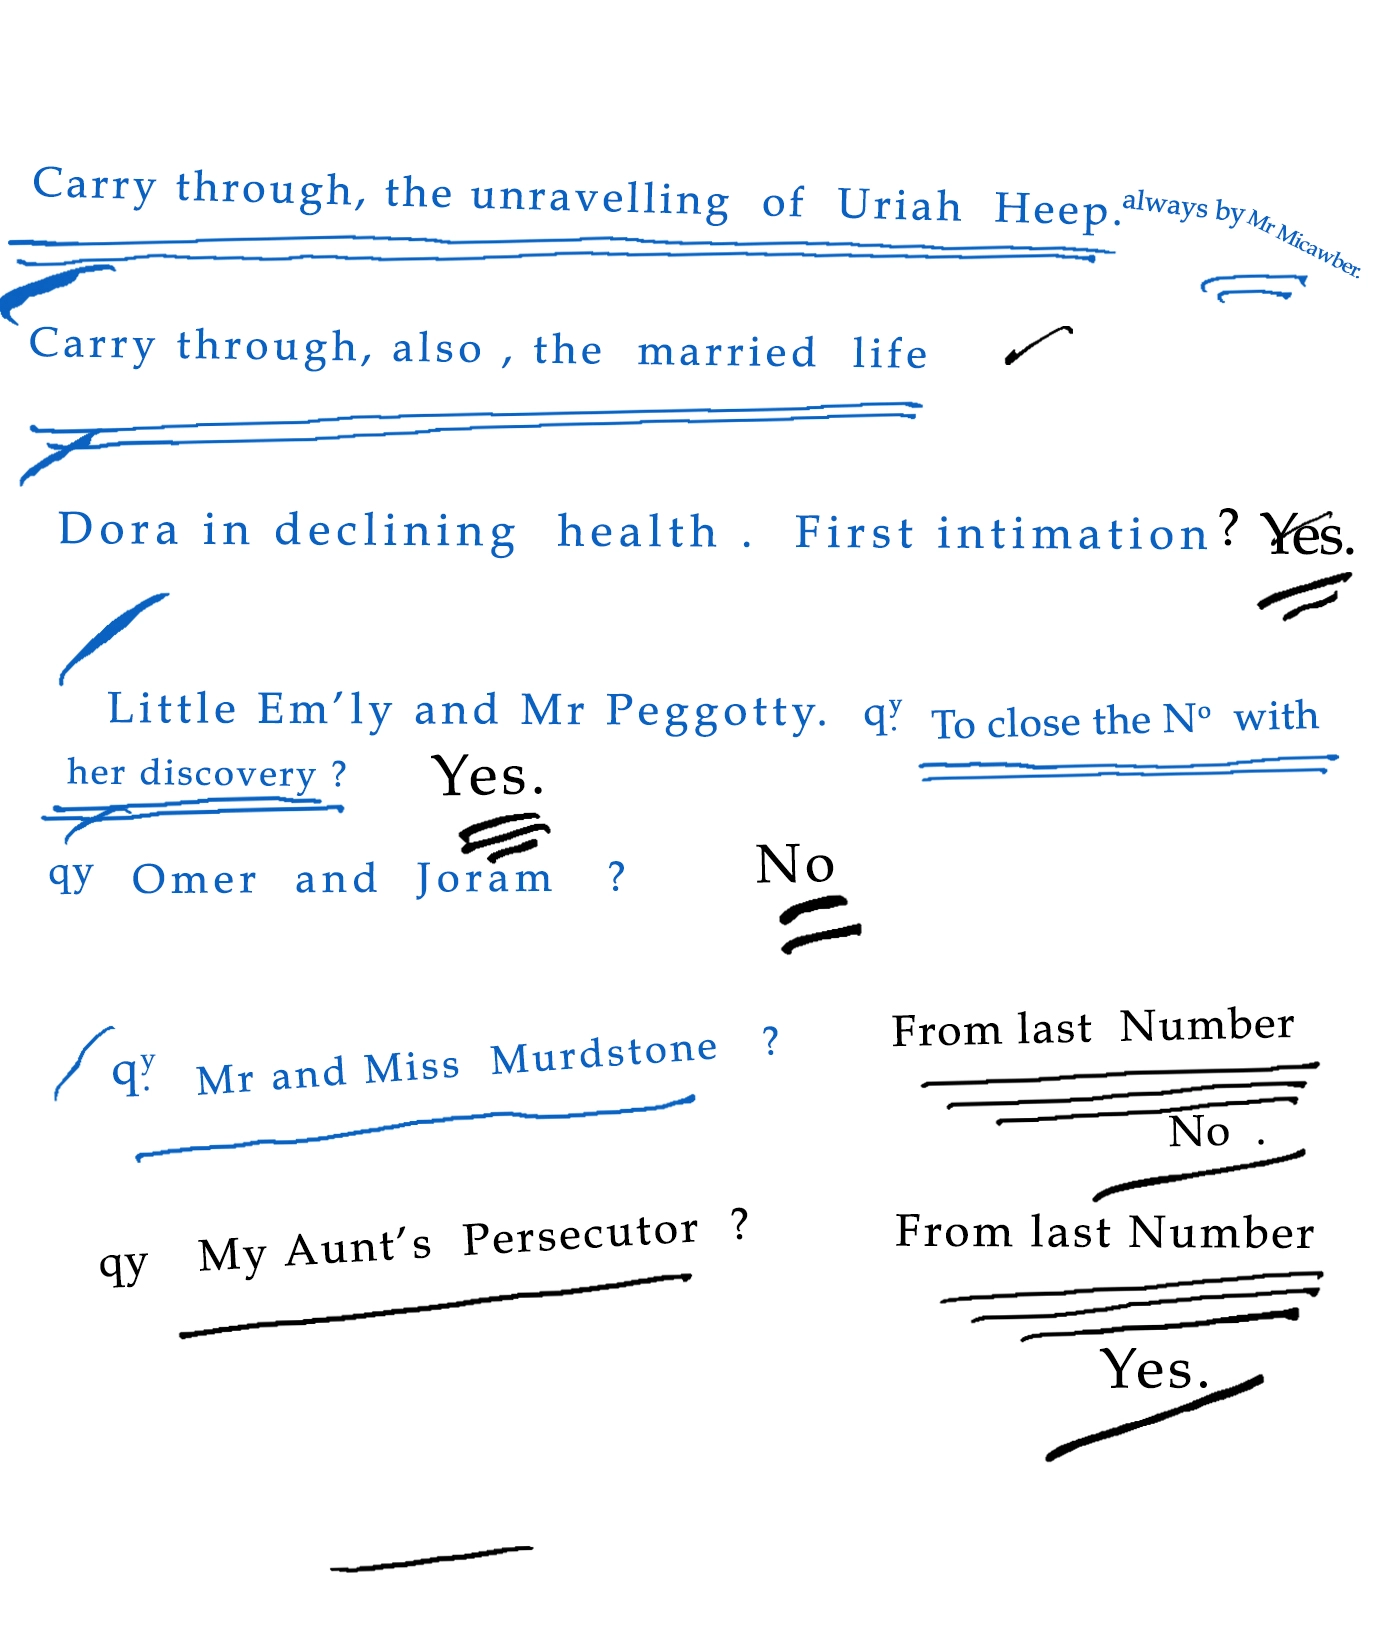 Carry through, the unravelling of Uriah Heep. always by Mr Micawber.
Carry through, also , the married life
Dora in declining health . First intimation ? Yes.
Little Em'ly and Mr Peggotty. qy. To close the Nº with
her discovery ? Yes.
qy Omer and Joram ? No
qy. Mr and Miss Murdstone ? From last Number
No .
qy My Aunt's Persecutor ? From last Number
Yes.